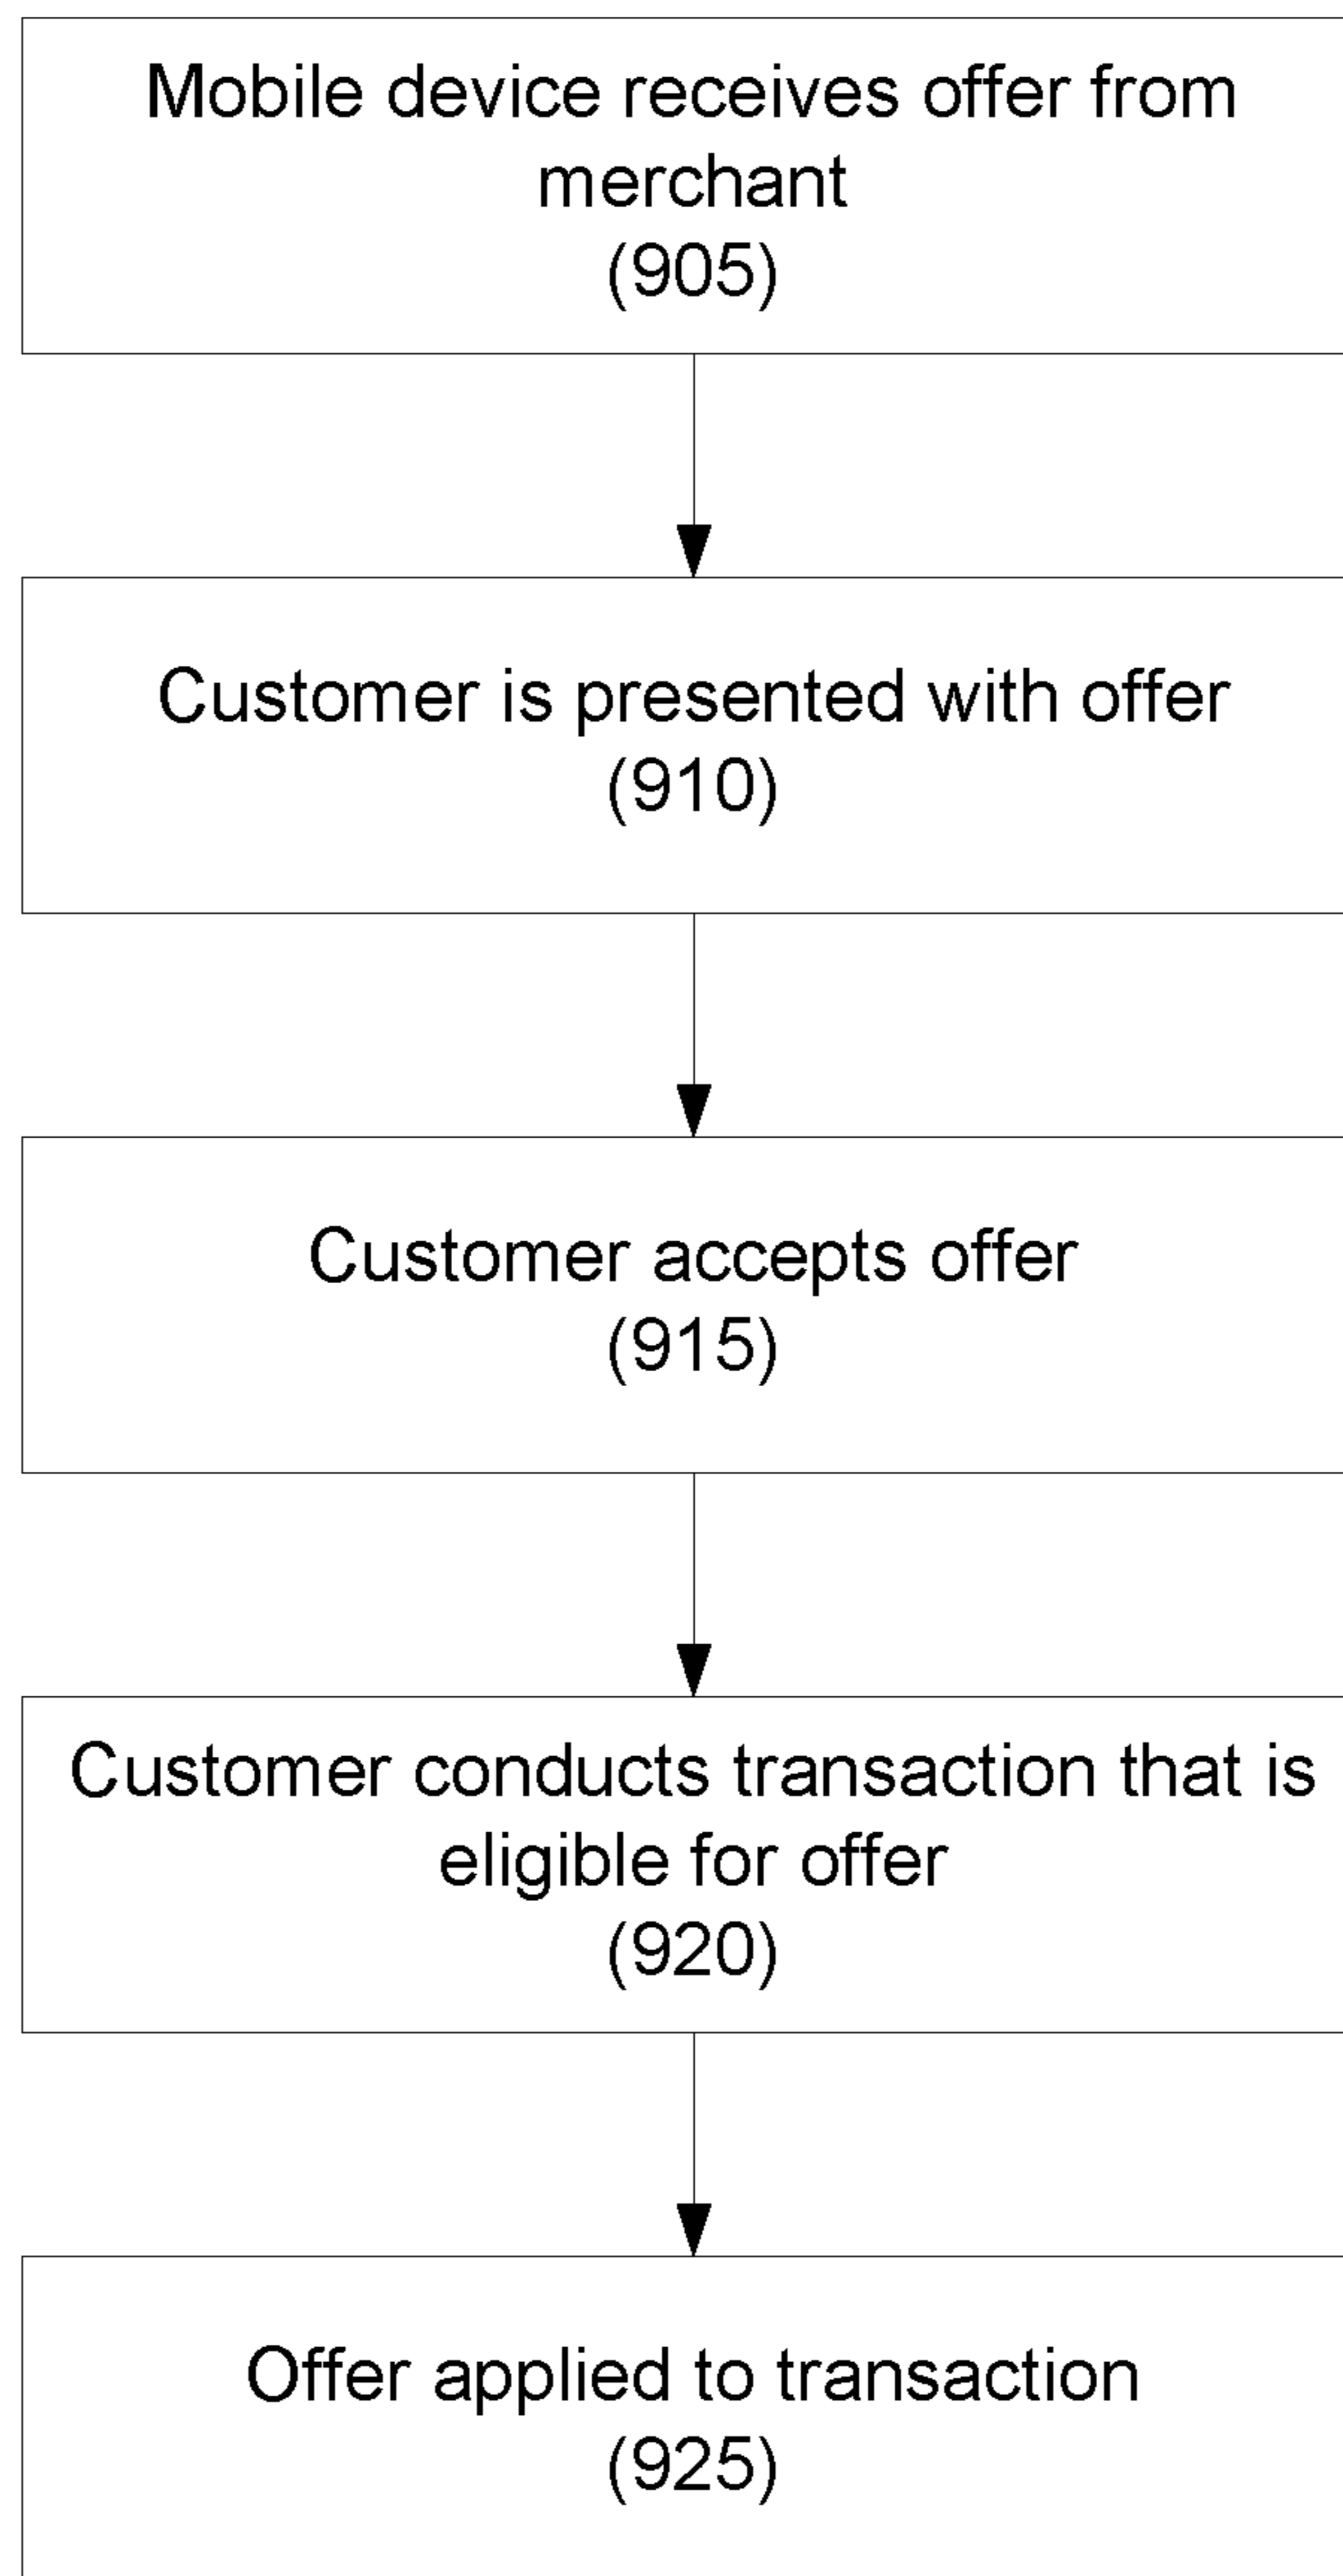 Mobile device receives offer from
merchant
(905)
Customer is presented with offer
(910)
Customer accepts offer
(915)
Customer conducts transaction that is
eligible for offer
(920)
Offer applied to transaction
(925)